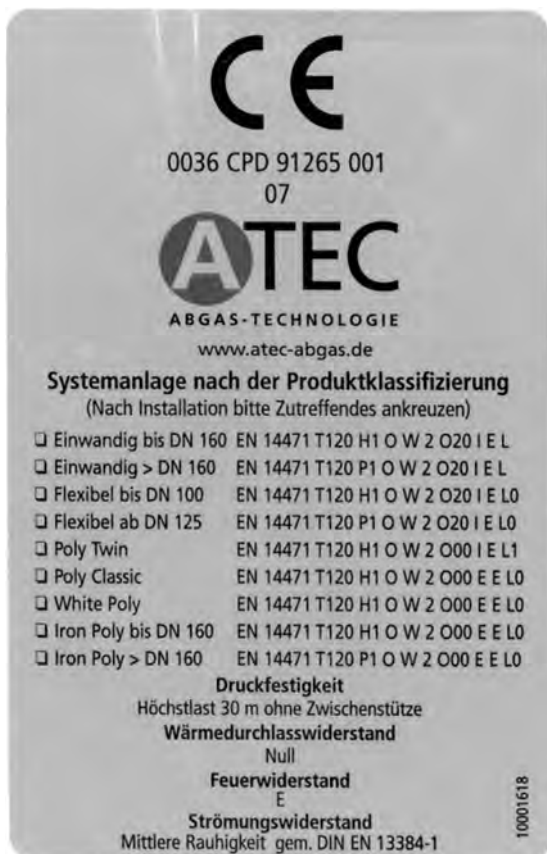 CE
0036 CPD 91265 001
07
ATEC
ABGAS-TECHNOLOGIE
www.atec-abgas.de
Systemanlage nach der Produktklassifizierung
(Nach Installation bitte Zutreffendes ankreuzen)
❑ Einwandig bis DN 160 EN 14471 T120 H1 O W 2 O20 I E L
❑ Einwandig > DN 160 EN 14471 T120 P1 O W 2 O20 I E L
❑ Flexibel bis DN 100 EN 14471 T120 H1 O W 2 O20 I E L0
❑ Flexibel ab DN 125 EN 14471 T120 P1 O W 2 O20 I E L0
❑ Poly Twin EN 14471 T120 H1 O W 2 O00 I E L1
❑ Poly Classic EN 14471 T120 H1 O W 2 O00 E E L0
❑ White Poly EN 14471 T120 H1 O W 2 O00 E E L0
❑ Iron Poly bis DN 160 EN 14471 T120 H1 O W 2 O00 E E L0
❑ Iron Poly > DN 160 EN 14471 T120 P1 O W 2 O00 E E L0
Druckfestigkeit
Höchstlast 30 m ohne Zwischenstütze
Wärmedurchlasswiderstand
Null
Feuerwiderstand
E
Strömungswiderstand
Mittlere Rauhigkeit gem. DIN EN 13384-1
10001618